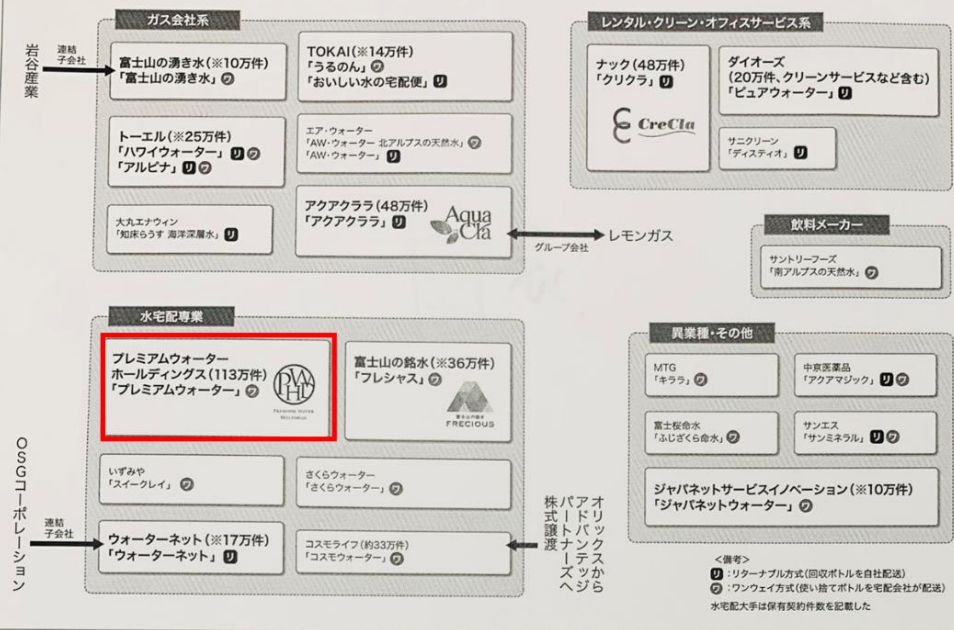 ガス会社系
岩谷産業
連結
子会社
富士山の湧き水(※10万件)
「富士山の湧き水」ワ
TOKAI(※14万件)
「うるのん」ワ
「おいしい水の宅配便」リ
トーエル(※25万件)
「ハワイウォーター」リワ
「アルピナ」リワ
エア・ウォーター
「AW・ウォーター 北アルプスの天然水」ワ
「AW・ウォーター」リ
大丸エナウィン
「知床らうす 海洋深層水」リ
アクアクララ(48万件)
「アクアクララ」リ
Aqua
Cla
グループ会社
レモンガス
レンタル・クリーン・オフィスサービス系
ナック(48万件)
「クリクラ」リ
CreCla
ダイオーズ
(20万件、クリーンサービスなど含む)
「ピュアウォーター」リ
サニクリーン
「ディスティオ」リ
飲料メーカー
サントリーフーズ
「南アルプスの天然水」ワ
水宅配専業
プレミアムウォーター
ホールディングス(113万件)
「プレミアムウォーター」ワ
PWHD
PREMIUM WATER
HOLDINGS
富士山の銘水(※36万件)
「フレシャス」ワ
富士山の銘水
FRECIOUS
いずみや
「スイークレイ」ワ
さくらウォーター
「さくらウォーター」ワ
OSGコーポレーション
連結
子会社
ウォーターネット(※17万件)
「ウォーターネット」リ
コスモライフ(約33万件)
「コスモウォーター」ワ
オリックスから
アドバンテッジ
パートナーズへ
株式譲渡
異業種・その他
MTG
「キララ」ワ
中京医薬品
「アクアマジック」リワ
富士桜命水
「ふじざくら命水」ワ
サンエス
「サンミネラル」リワ
ジャパネットサービスイノベーション(※10万件)
「ジャパネットウォーター」ワ
<備考>
リ:リターナブル方式(回収ボトルを自社配送)
ワ:ワンウェイ方式(使い捨てボトルを宅配会社が配送)
水宅配大手は保有契約件数を記載した